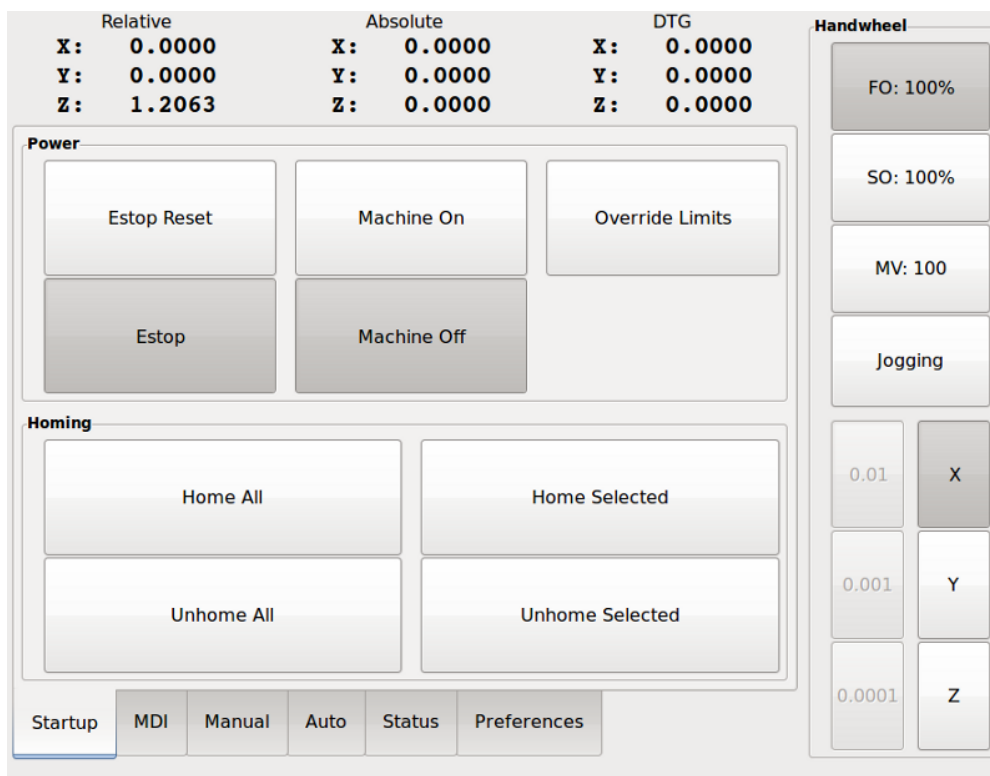 Relative Absolute DTG
X: 0.0000 X: 0.0000 X: 0.0000
Y: 0.0000 Y: 0.0000 Y: 0.0000
Z: 1.2063 Z: 0.0000 Z: 0.0000
Power
Estop Reset Machine On Override Limits
Estop Machine Off
Homing
Home All Home Selected
Unhome All Unhome Selected
Startup MDI Manual Auto Status Preferences
Handwheel
FO: 100%
SO: 100%
MV: 100
Jogging
0.01 X
0.001 Y
0.0001 Z